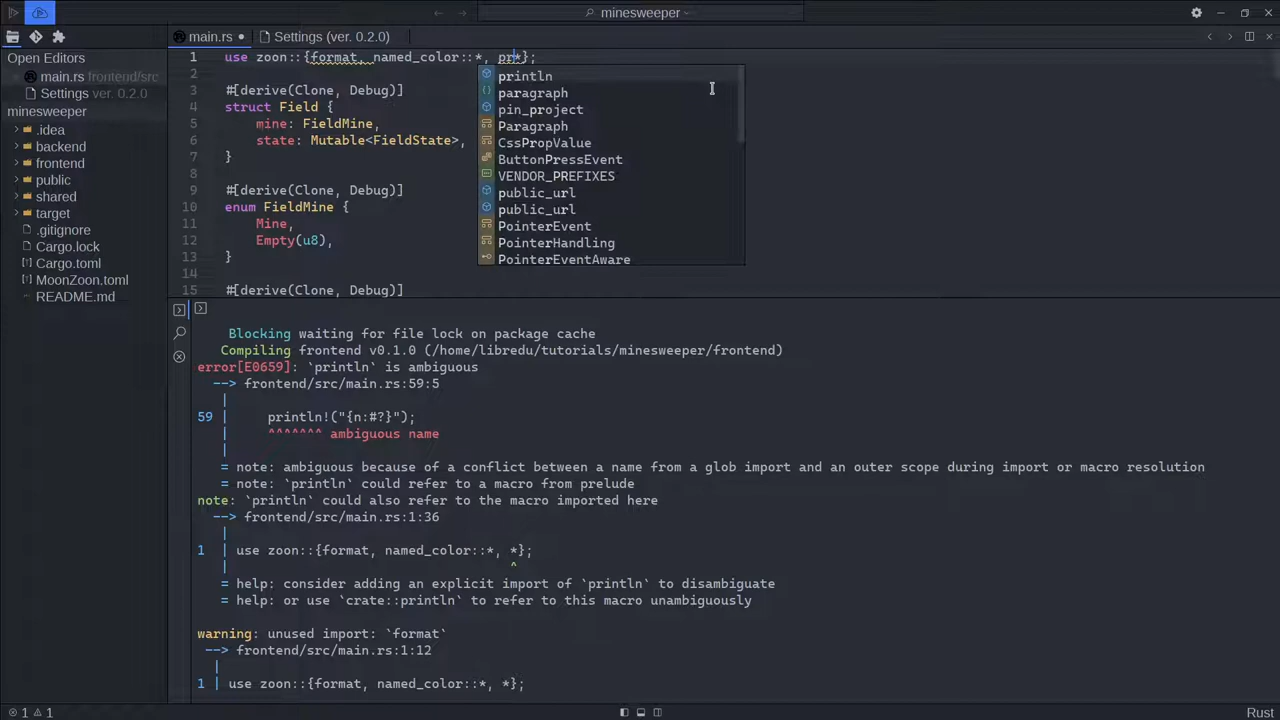 minesweeper
main.rs
Settings (ver. 0.2.0)
Open Editors
main.rs frontend/src
Settings ver. 0.2.0
minesweeper
.idea
backend
frontend
public
shared
target
.gitignore
Cargo.lock
Cargo.toml
MoonZoon.toml
README.md
1 use zoon::{format, named_color::*, pr*};
2
3 #[derive(Clone, Debug)]
4 struct Field {
5 mine: FieldMine,
6 state: Mutable<FieldState>,
7 }
8
9 #[derive(Clone, Debug)]
10 enum FieldMine {
11 Mine,
12 Empty(u8),
13 }
14
15 #[derive(Clone, Debug)]
println
paragraph
pin_project
Paragraph
CssPropValue
ButtonPressEvent
VENDOR_PREFIXES
public_url
public_url
PointerEvent
PointerHandling
PointerEventAware
Blocking waiting for file lock on package cache
Compiling frontend v0.1.0 (/home/libredu/tutorials/minesweeper/frontend)
error[E0659]: `println` is ambiguous
--> frontend/src/main.rs:59:5
|
59 | println!("{n:#?}");
| ^^^^^^^ ambiguous name
|
= note: ambiguous because of a conflict between a name from a glob import and an outer scope during import or macro resolution
= note: `println` could refer to a macro from prelude
note: `println` could also refer to the macro imported here
--> frontend/src/main.rs:1:36
|
1 | use zoon::{format, named_color::*, *};
| ^
= help: consider adding an explicit import of `println` to disambiguate
= help: or use `crate::println` to refer to this macro unambiguously
warning: unused import: `format`
--> frontend/src/main.rs:1:12
|
1 | use zoon::{format, named_color::*, *};
1 1
Rust